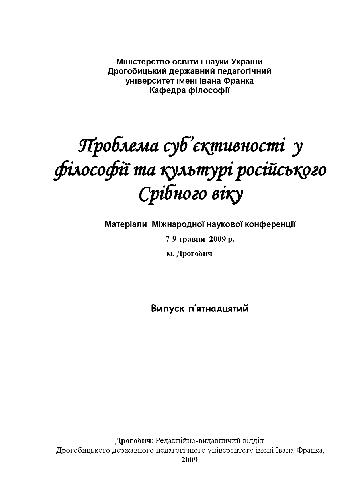 Міністерство освіти і науки України
Дрогобицький державний педагогічний
університет імені Івана Франка
Кафедра філософії
Проблема суб’єктивності у
філософії та культурі російського
Срібного віку
Матеріали Міжнародної наукової конференції
7-9 травня 2009 р.
м. Дрогобич
Випуск п’ятнадцятий
Дрогобич: Редакційно-видавничий відділ
Дрогобицького державного педагогічного університету імені Івана Франка,
2009